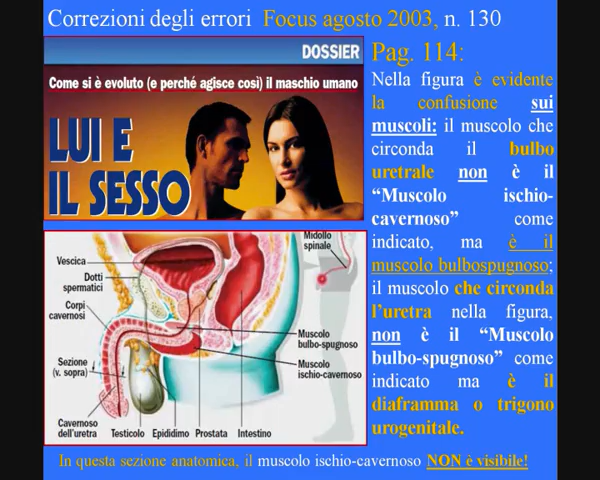 Correzioni degli errori Focus agosto 2003, n. 130
DOSSIER
Come si è evoluto (e perché agisce così) il maschio umano
LUI E
IL SESSO
Pag. 114:
Nella figura è evidente
la confusione sui
muscoli: il muscolo che
circonda il bulbo
uretrale non è il
“Muscolo ischio-
cavernoso” come
indicato, ma è il
muscolo bulbospugnoso;
il muscolo che circonda
l’uretra nella figura,
non è il “Muscolo
bulbo-spugnoso” come
indicato ma è il
diaframma o trigono
urogenitale.
Midollo
spinale
Vescica
Dotti
spermatici
Corpi
cavernosi
Sezione
(v. sopra)
Muscolo
bulbo-spugnoso
Muscolo
ischio-cavernoso
Cavernoso
dell'uretra
Testicolo
Epididimo
Prostata
Intestino
In questa sezione anatomica, il muscolo ischio-cavernoso NON è visibile!